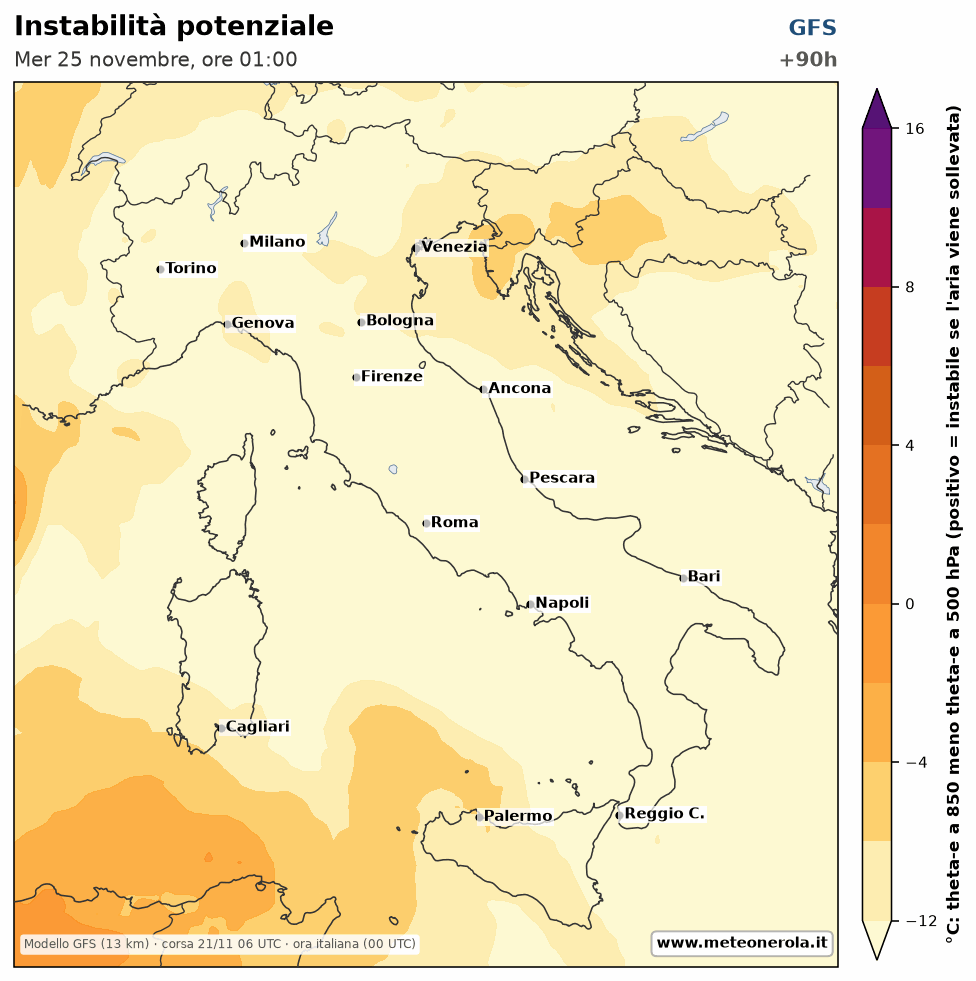 Instabilità potenziale
GFS
Mer 25 novembre, ore 01:00
+90h
Milano
Venezia
Torino
Genova
Bologna
Firenze
Ancona
Pescara
Roma
Bari
Napoli
Cagliari
Palermo
Reggio C.
16
8
4
0
−4
−12
°C: theta-e a 850 meno theta-e a 500 hPa (positivo = instabile se l'aria viene sollevata)
Modello GFS (13 km) · corsa 21/11 06 UTC · ora italiana (00 UTC)
www.meteonerola.it